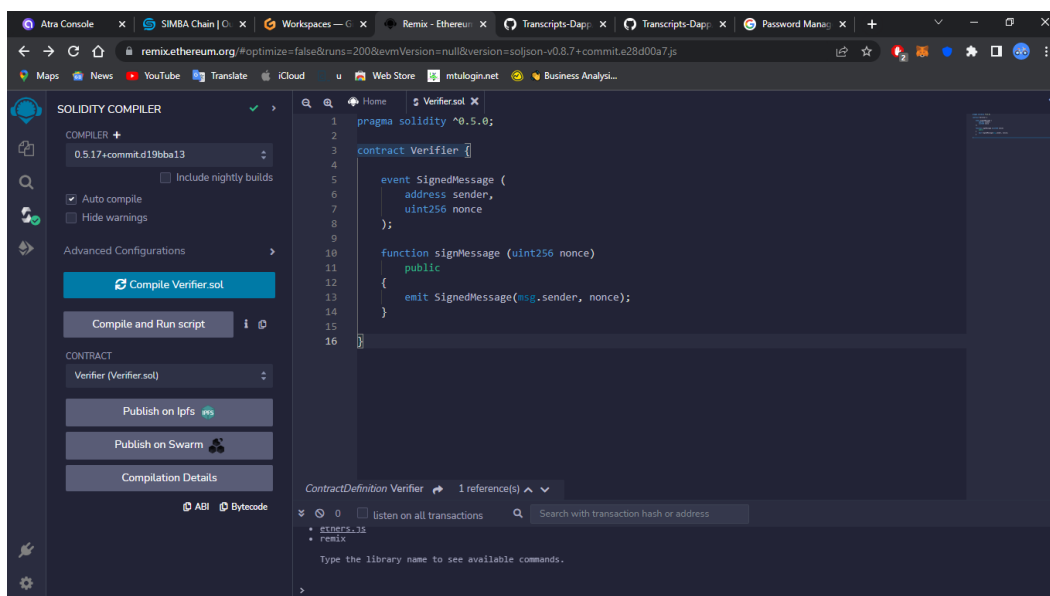 Atra Console
SIMBA Chain | O
Workspaces — G
Remix - Ethereum
Transcripts-Dapp
Transcripts-Dapp
Password Manag
remix.ethereum.org/#optimize=false&runs=200&evmVersion=null&version=soljson-v0.8.7+commit.e28d00a7.js
2
Maps
News
YouTube
Translate
iCloud
u
Web Store
mtulogin.net
Business Analysi...
SOLIDITY COMPILER
COMPILER
0.5.17+commit.d19bba13
Include nightly builds
Auto compile
Hide warnings
Advanced Configurations
Compile Verifier.sol
Compile and Run script
i
CONTRACT
Verifier (Verifier.sol)
Publish on Ipfs
Publish on Swarm
Compilation Details
ABI
Bytecode
Home
Verifier.sol
1 pragma solidity ^0.5.0;
2
3 contract Verifier {
4
5 event SignedMessage (
6 address sender,
7 uint256 nonce
8 );
9
10 function signMessage (uint256 nonce)
11 public
12 {
13 emit SignedMessage(msg.sender, nonce);
14 }
15
16 }
ContractDefinition Verifier
1 reference(s)
0
listen on all transactions
Search with transaction hash or address
ethers.js
remix
Type the library name to see available commands.
>